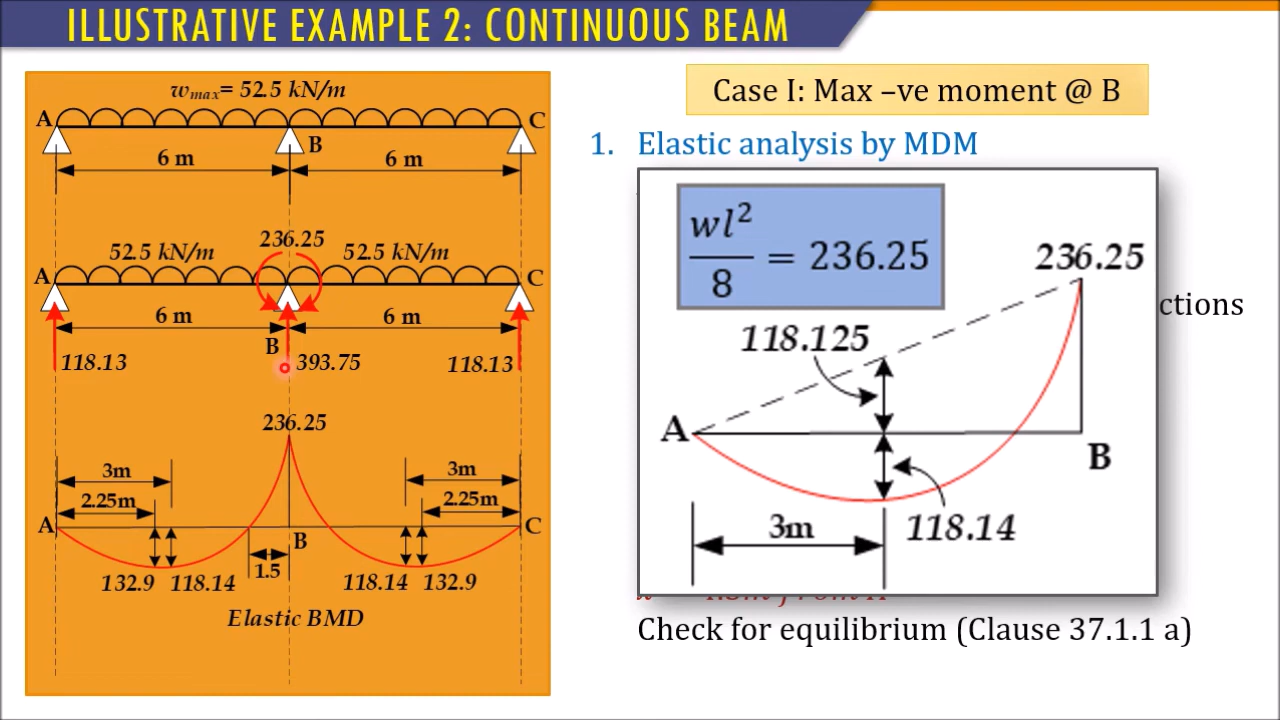 ILLUSTRATIVE EXAMPLE 2: CONTINUOUS BEAM
w_max= 52.5 kN/m
A
C
B
6 m
6 m
236.25
52.5 kN/m
52.5 kN/m
A
C
6 m
6 m
B
118.13
393.75
118.13
236.25
3m
3m
2.25m
2.25m
A
C
B
1.5
132.9
118.14
118.14
132.9
Elastic BMD
Case I: Max –ve moment @ B
1. Elastic analysis by MDM
wl²/8 = 236.25
236.25
ctions
118.125
A
B
3m
118.14
Check for equilibrium (Clause 37.1.1 a)